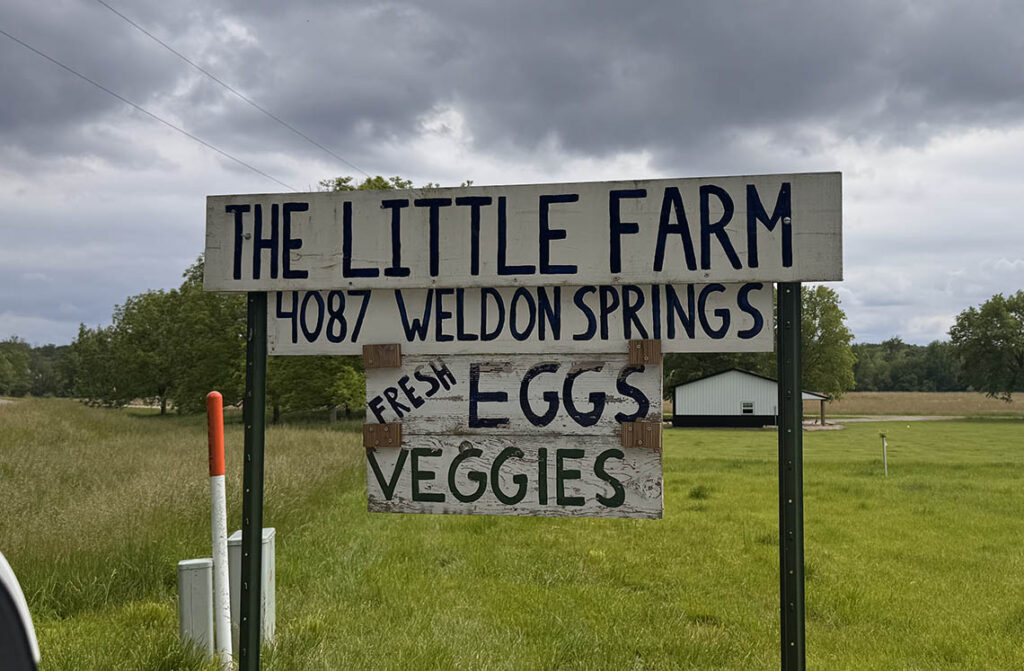 THE LITTLE FARM
4087 WELDON SPRINGS
FRESH EGGS
VEGGIES